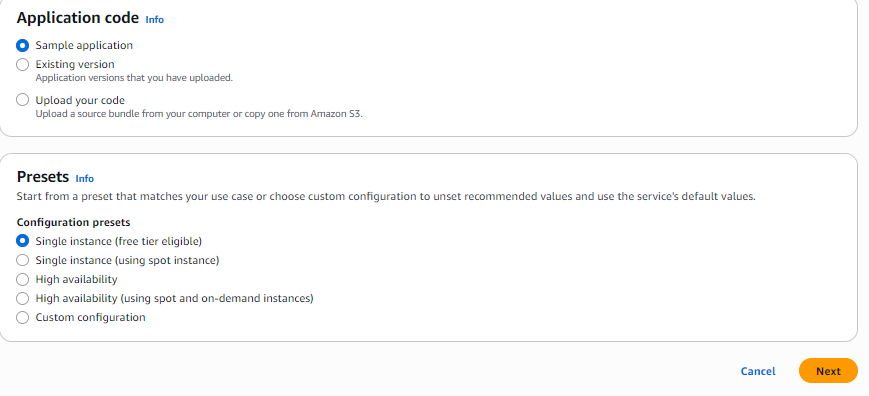 Application code Info
Sample application
Existing version
Application versions that you have uploaded.
Upload your code
Upload a source bundle from your computer or copy one from Amazon S3.
Presets Info
Start from a preset that matches your use case or choose custom configuration to unset recommended values and use the service's default values.
Configuration presets
Single instance (free tier eligible)
Single instance (using spot instance)
High availability
High availability (using spot and on-demand instances)
Custom configuration
Cancel Next